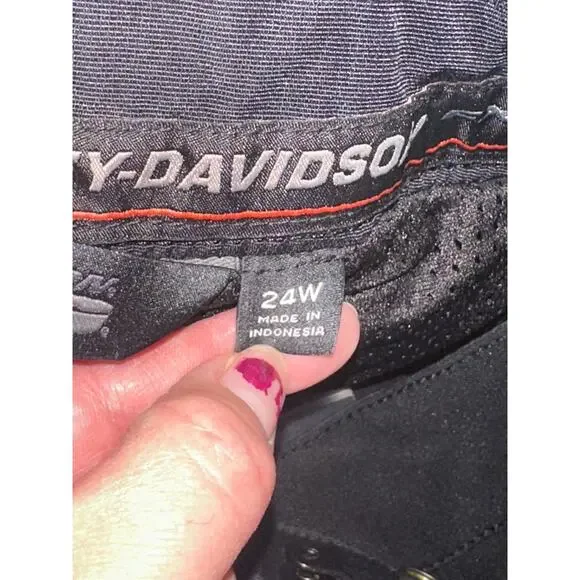 Y-DAVIDSO
24W
MADE IN
INDONESIA
®